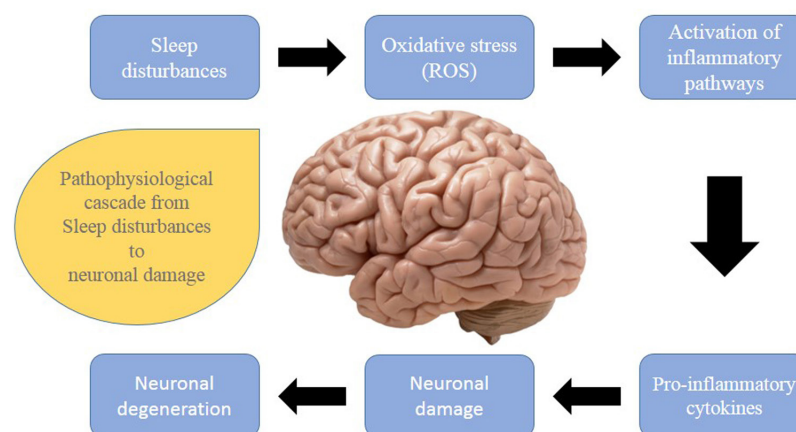 Sleep
disturbances
Oxidative stress
(ROS)
Activation of
inflammatory
pathways
Pathophysiological
cascade from
Sleep disturbances
to
neuronal damage
Neuronal
degeneration
Neuronal
damage
Pro-inflammatory
cytokines